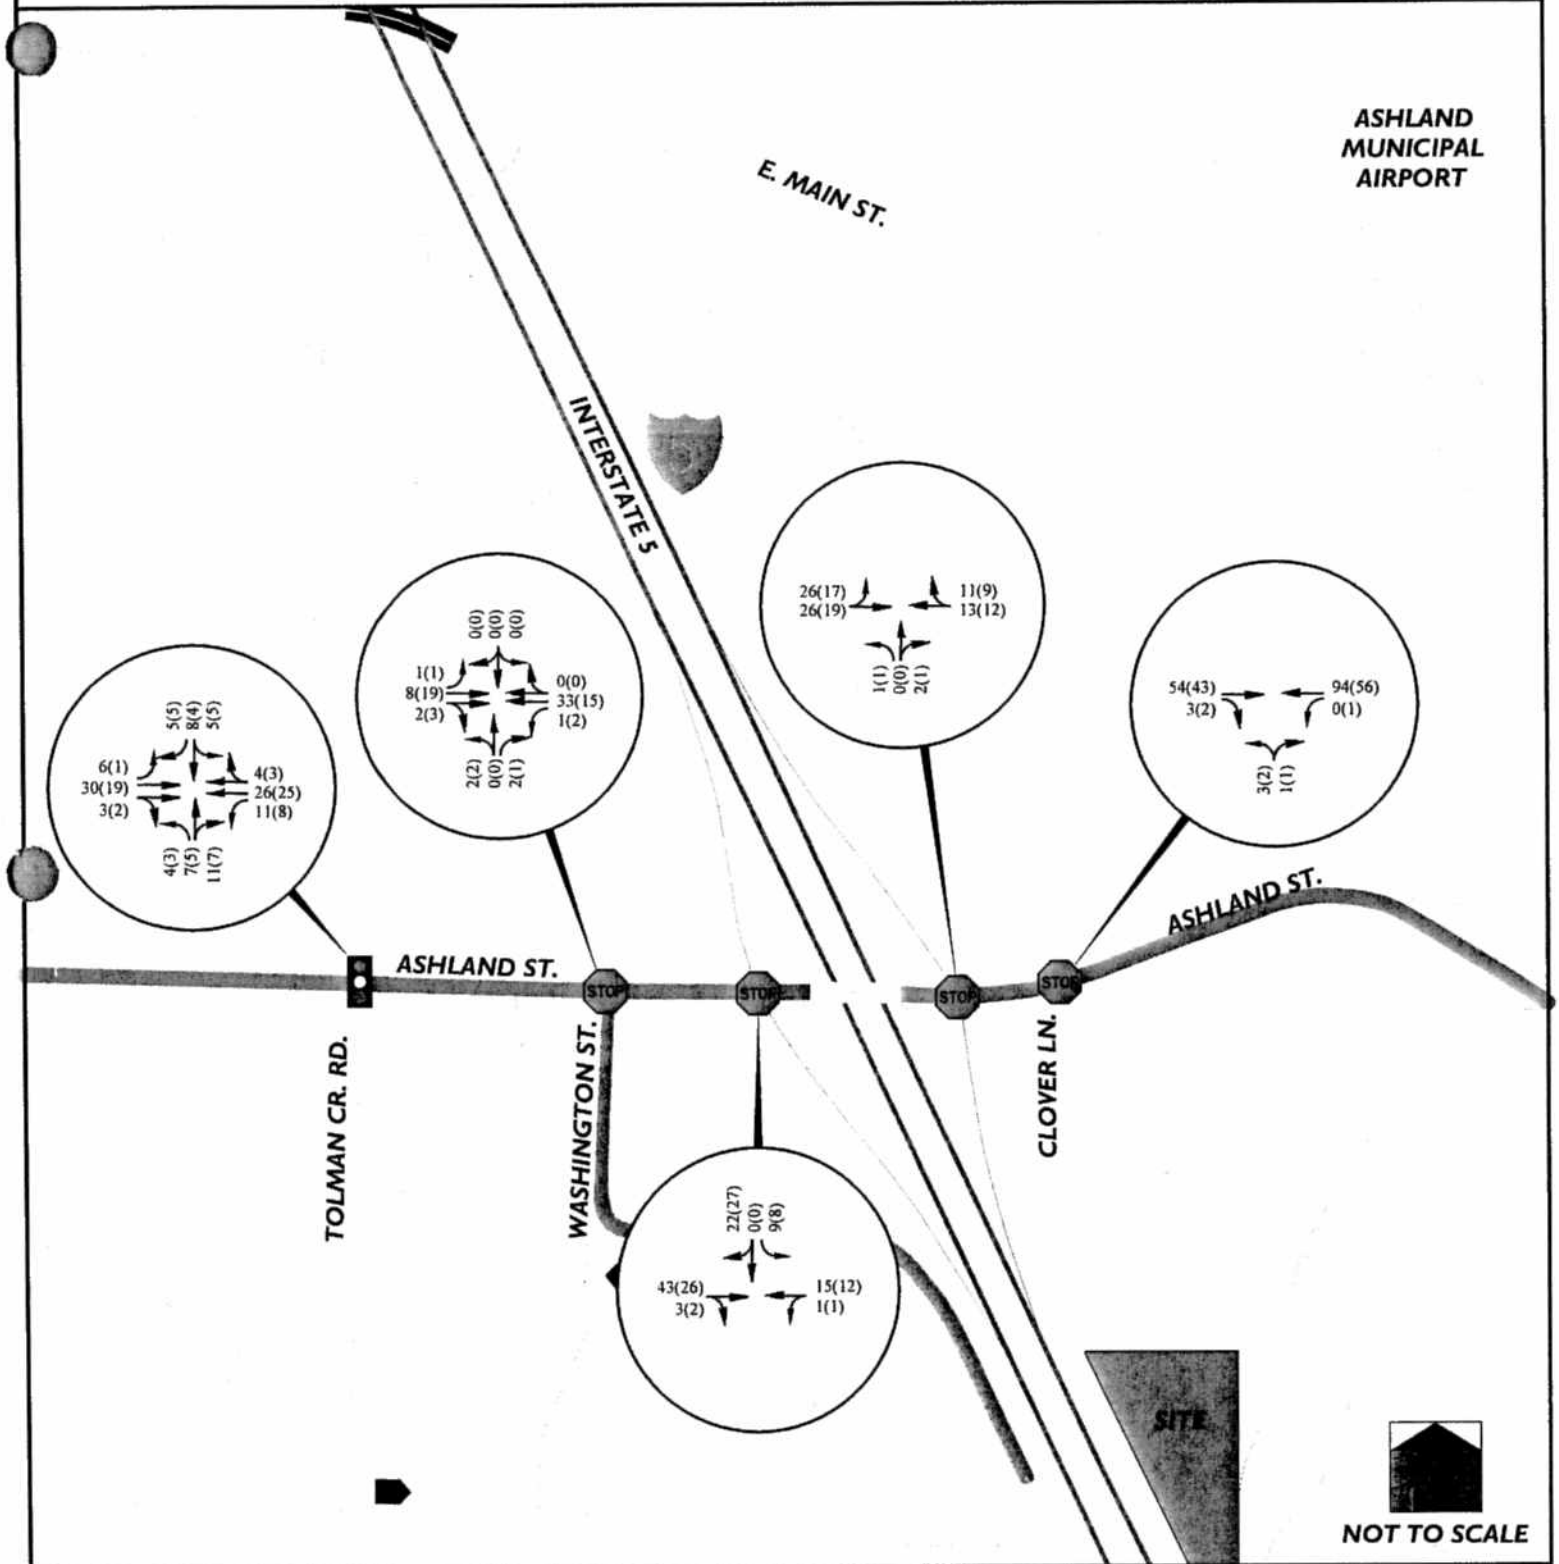 ASHLAND
MUNICIPAL
AIRPORT
E. MAIN ST.
INTERSTATE 5
5(5)
8(4)
5(5)
6(1)
30(19)
3(2)
4(3)
26(25)
11(8)
4(3)
7(5)
11(7)
0(0)
0(0)
0(0)
1(1)
8(19)
2(3)
0(0)
33(15)
1(2)
2(2)
0(0)
2(1)
26(17)
26(19)
11(9)
13(12)
1(1)
0(0)
2(1)
54(43)
3(2)
94(56)
0(1)
3(2)
1(1)
ASHLAND ST.
ASHLAND ST.
STOP
STOP
STOP
STOP
TOLMAN CR. RD.
WASHINGTON ST.
CLOVER LN.
22(27)
0(0)
9(8)
43(26)
3(2)
15(12)
1(1)
SITE
NOT TO SCALE